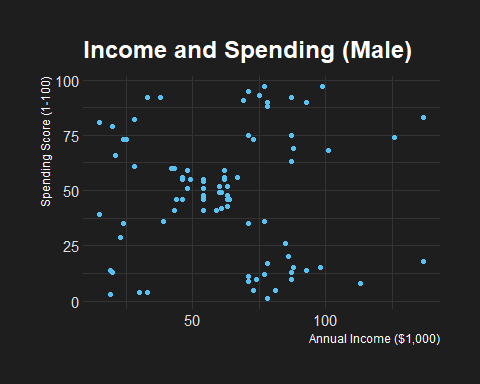 Income and Spending (Male)
Spending Score (1-100)
100
75
50
25
0
50
100
Annual Income ($1,000)